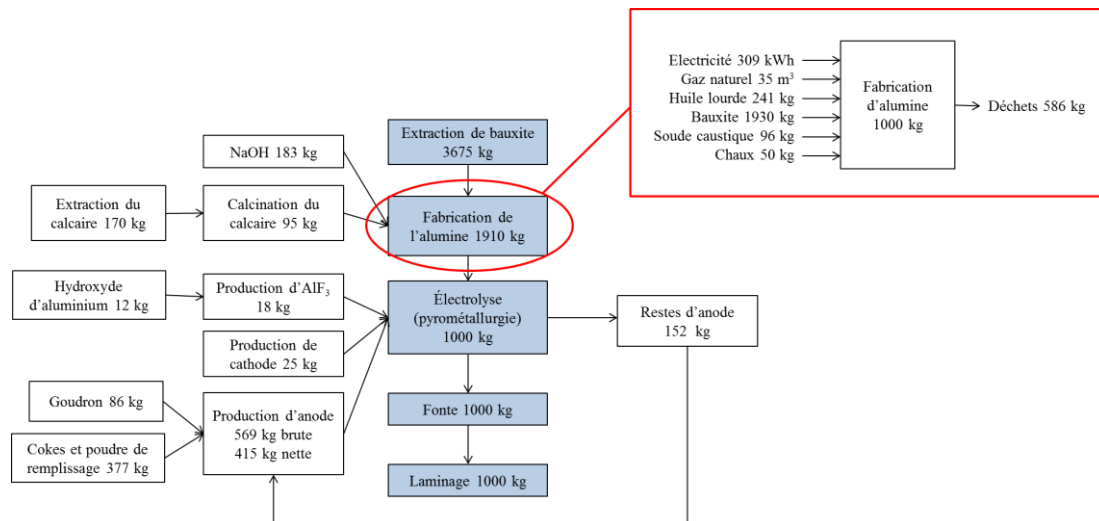 Electricité 309 kWh
Gaz naturel 35 m³
Huile lourde 241 kg
Bauxite 1930 kg
Soude caustique 96 kg
Chaux 50 kg
Fabrication
d'alumine
1000 kg
Déchets 586 kg
Extraction de bauxite
3675 kg
NaOH 183 kg
Extraction du
calcaire 170 kg
Calcination du
calcaire 95 kg
Fabrication de
l'alumine 1910 kg
Hydroxyde
d'aluminium 12 kg
Production d'AlF₃
18 kg
Électrolyse
(pyrométallurgie)
1000 kg
Restes d'anode
152 kg
Production de
cathode 25 kg
Goudron 86 kg
Production d'anode
569 kg brute
415 kg nette
Cokes et poudre de
remplissage 377 kg
Fonte 1000 kg
Laminage 1000 kg